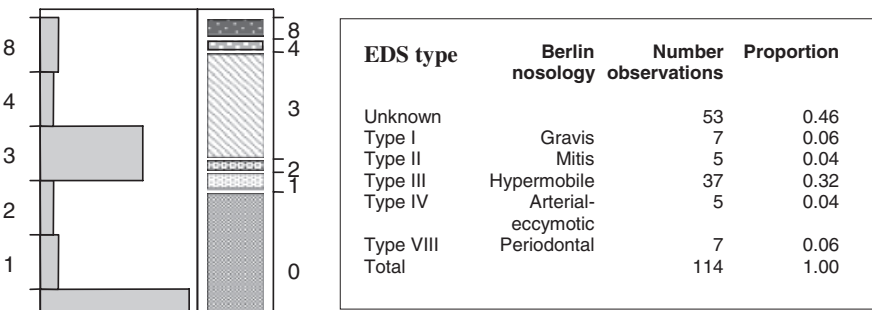 8
4
3
2
1
8
4
3
2
1
0
EDS type Berlin nosology Number observations Proportion
Unknown 53 0.46
Type I Gravis 7 0.06
Type II Mitis 5 0.04
Type III Hypermobile 37 0.32
Type IV Arterial- 5 0.04
eccymotic
Type VIII Periodontal 7 0.06
Total 114 1.00